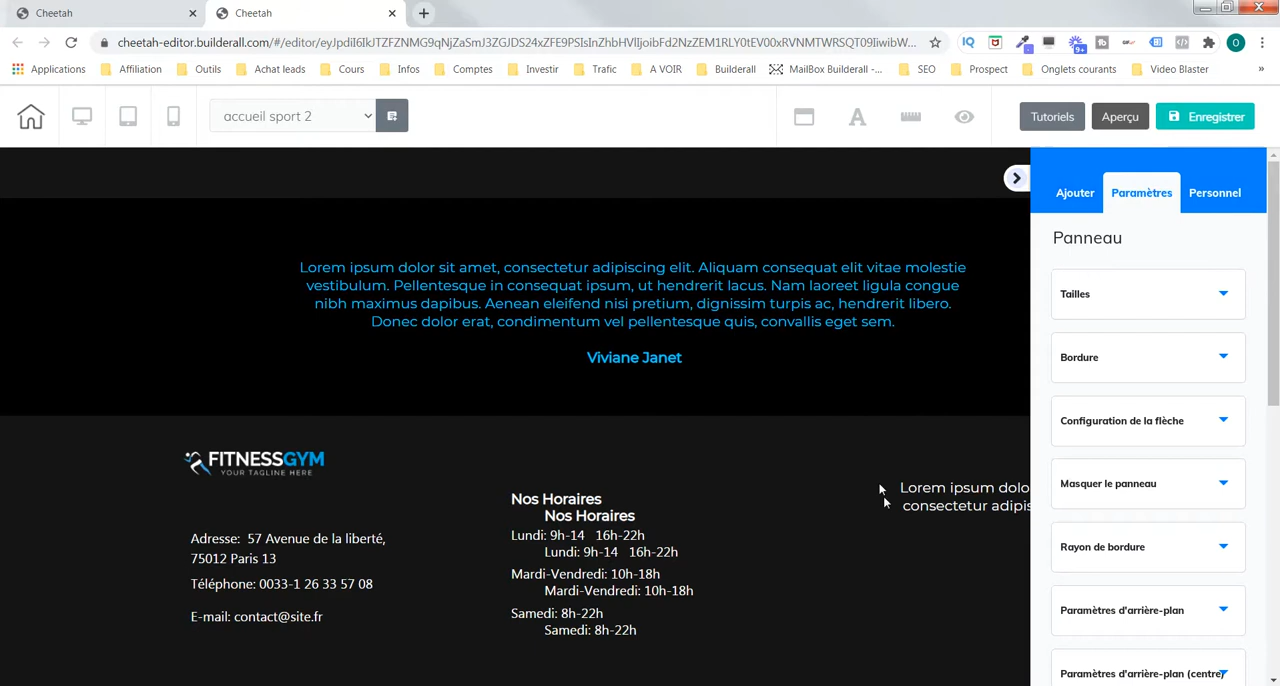 Cheetah
Cheetah
cheetah-editor.builderall.com/#/editor/eyJpdiI6IkJTZFZNMG9qNjZaSmJ3ZGJDS24xZFE9PSIsInZhbHVlIjoibFd2NzZEM1RLY0tEV00xRVNMTWRSQT09IiwibW...
Applications
Affiliation
Outils
Achat leads
Cours
Infos
Comptes
Investir
Trafic
A VOIR
Builderall
MailBox Builderall -...
SEO
Prospect
Onglets courants
Video Blaster
»
accueil sport 2
Tutoriels
Aperçu
Enregistrer
Ajouter
Paramètres
Personnel
Panneau
Tailles
Bordure
Configuration de la flèche
Masquer le panneau
Rayon de bordure
Paramètres d'arrière-plan
Paramètres d'arrière-plan (centre)
Lorem ipsum dolor sit amet, consectetur adipiscing elit. Aliquam consequat elit vitae molestie
vestibulum. Pellentesque in consequat ipsum, ut hendrerit lacus. Nam laoreet ligula congue
nibh maximus dapibus. Aenean eleifend nisi pretium, dignissim turpis ac, hendrerit libero.
Donec dolor erat, condimentum vel pellentesque quis, convallis eget sem.
Viviane Janet
FITNESSGYM
YOUR TAGLINE HERE
Adresse: 57 Avenue de la liberté,
75012 Paris 13
Téléphone: 0033-1 26 33 57 08
E-mail: contact@site.fr
Nos Horaires
Nos Horaires
Lundi: 9h-14 16h-22h
Lundi: 9h-14 16h-22h
Mardi-Vendredi: 10h-18h
Mardi-Vendredi: 10h-18h
Samedi: 8h-22h
Samedi: 8h-22h
Lorem ipsum dolo
consectetur adipis